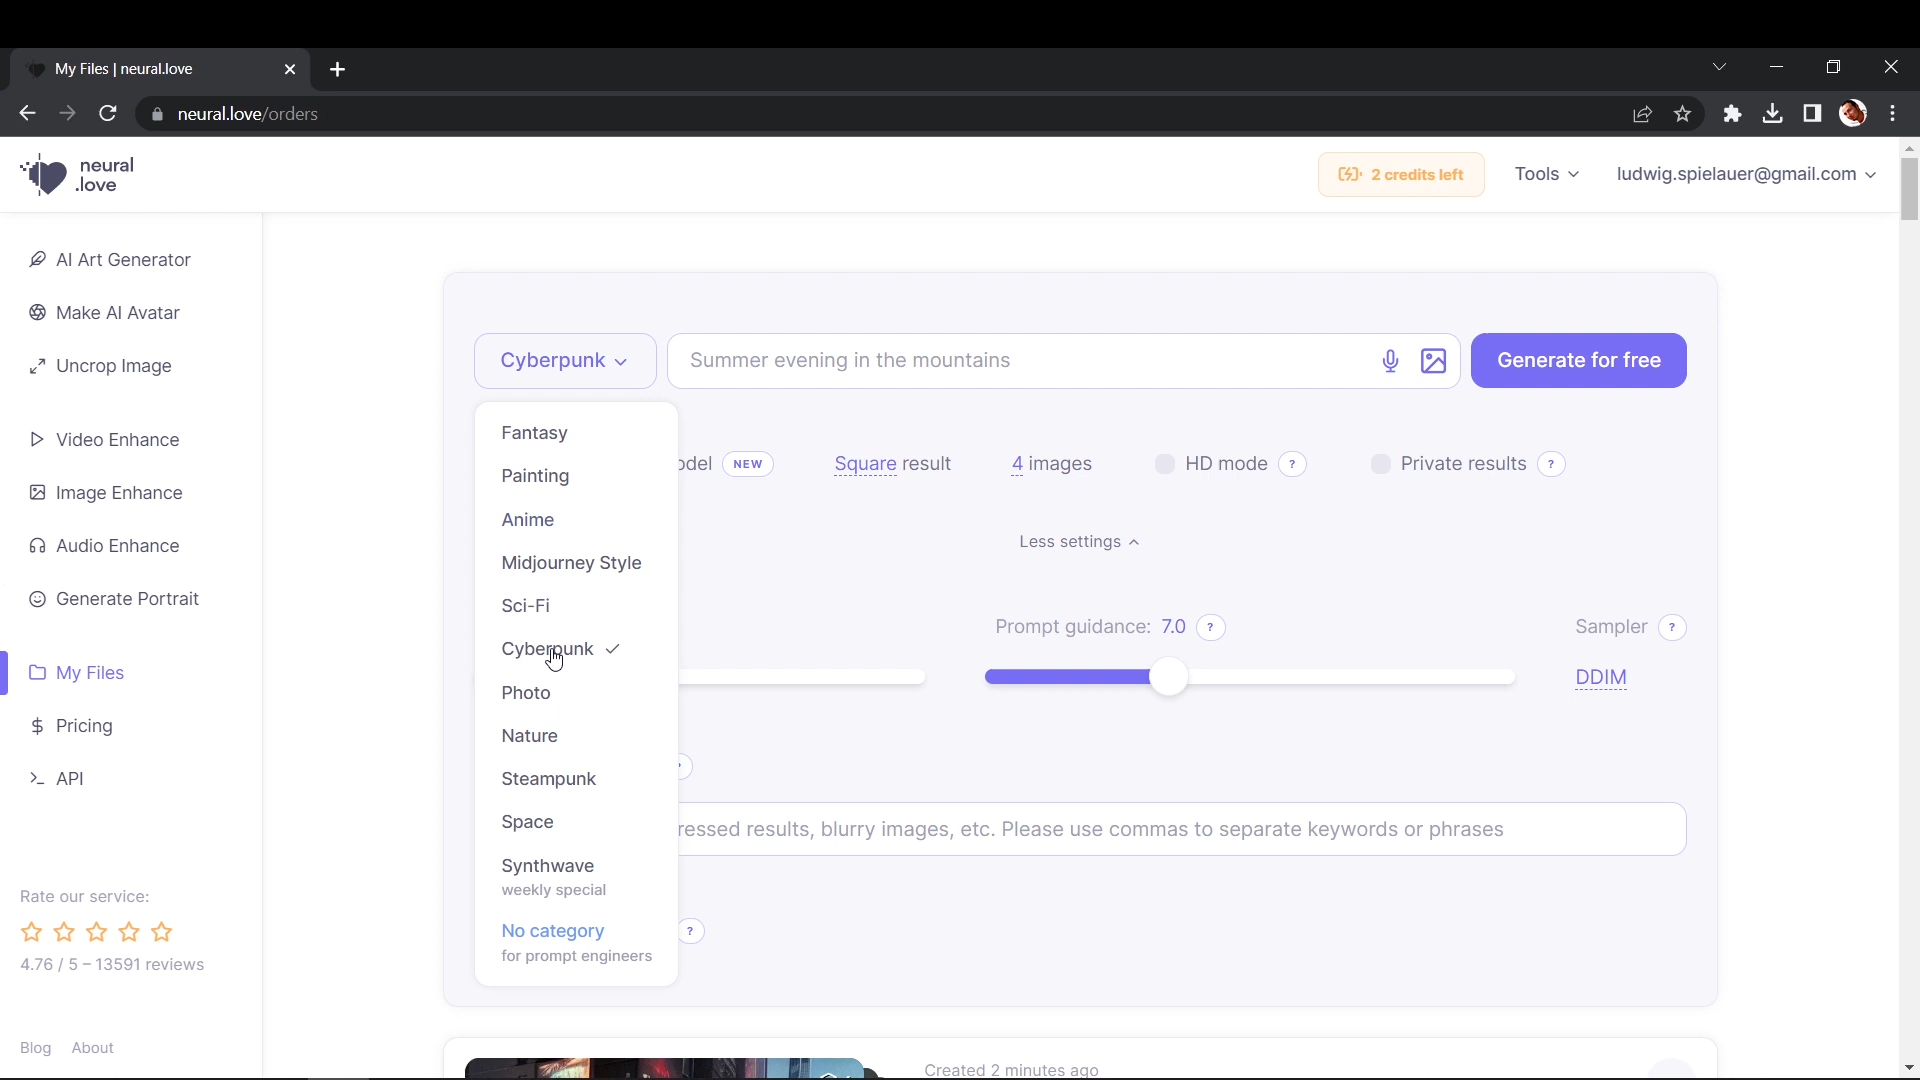 My Files | neural.love
neural.love/orders
neural
.love
2 credits left
Tools
ludwig.spielauer@gmail.com
AI Art Generator
Make AI Avatar
Uncrop Image
Video Enhance
Image Enhance
Audio Enhance
Generate Portrait
My Files
$ Pricing
>_ API
Rate our service:
4.76 / 5 – 13591 reviews
Blog About
Cyberpunk
Summer evening in the mountains
Generate for free
Fantasy
Painting
Anime
Midjourney Style
Sci-Fi
Cyberpunk
Photo
Nature
Steampunk
Space
Synthwave
weekly special
No category
for prompt engineers
NEW
Square result
4 images
HD mode ?
Private results ?
Less settings
Prompt guidance: 7.0 ?
Sampler ?
DDIM
results, blurry images, etc. Please use commas to separate keywords or phrases
?
Created 2 minutes ago